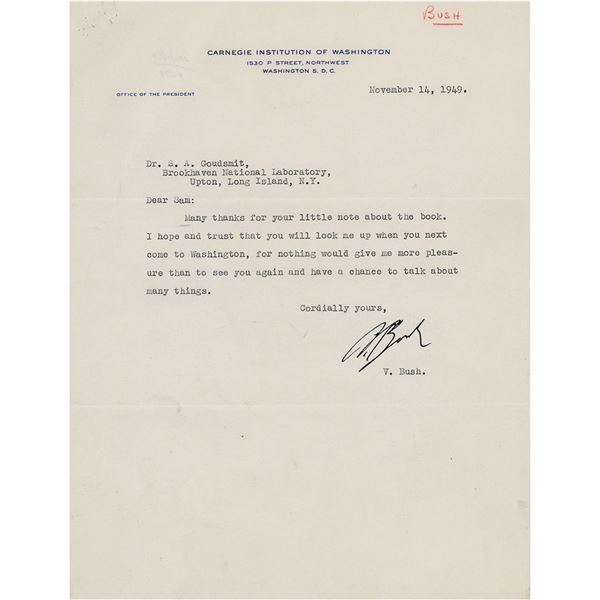 BUSH
CARNEGIE INSTITUTION OF WASHINGTON
1530 P STREET, NORTHWEST
WASHINGTON 5, D. C.
OFFICE OF THE PRESIDENT
November 14, 1949.
Dr. S. A. Goudsmit,
Brookhaven National Laboratory,
Upton, Long Island, N.Y.
Dear Sam:
Many thanks for your little note about the book.
I hope and trust that you will look me up when you next
come to Washington, for nothing would give me more pleas-
ure than to see you again and have a chance to talk about
many things.
Cordially yours,
V. Bush
V. Bush.